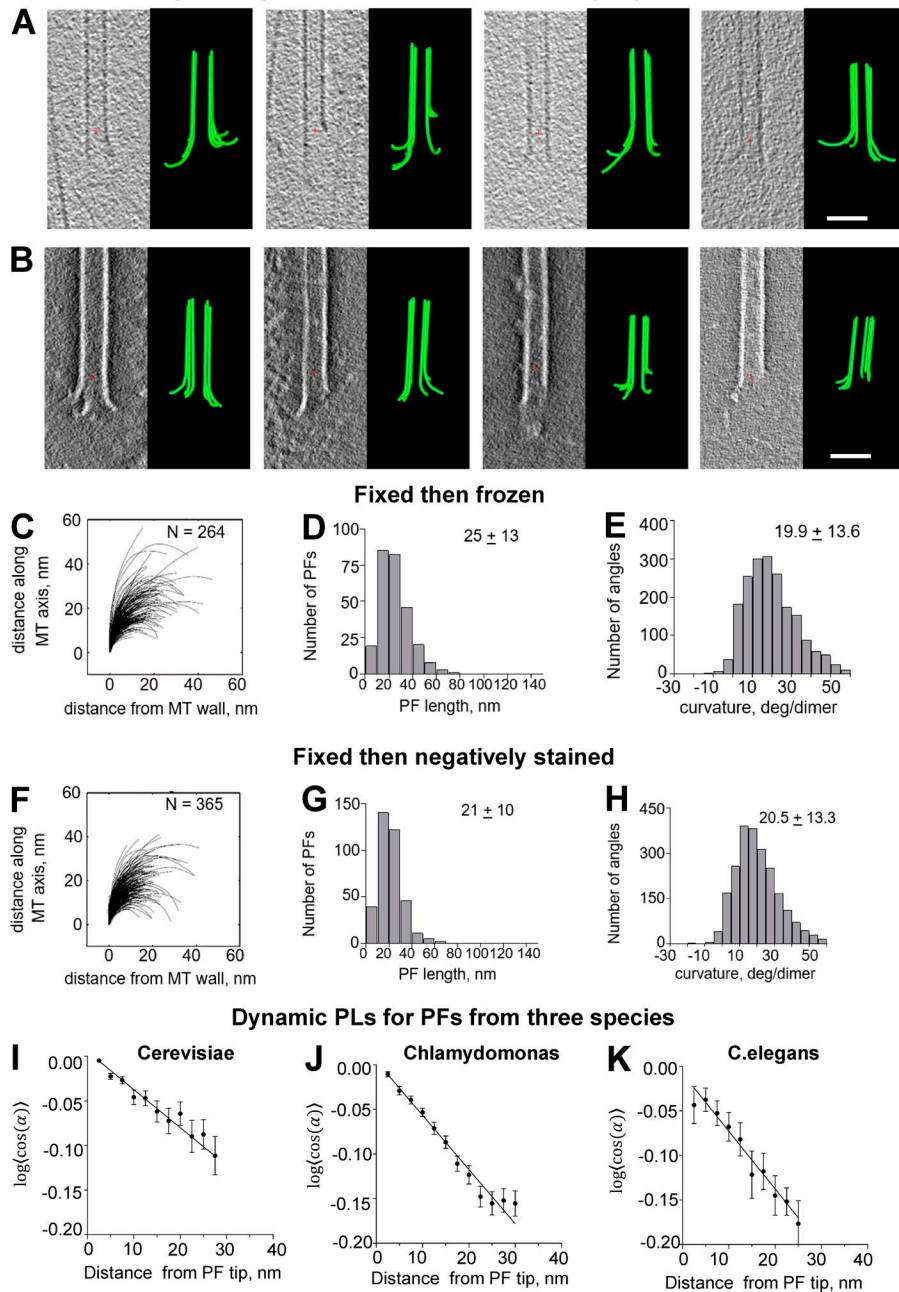 A
B
Fixed then frozen
C
N = 264
distance along
MT axis, nm
60
40
20
0
0 20 40 60
distance from MT wall, nm
D
25 ± 13
Number of PFs
100
75
50
25
0
0 20 40 60 80 100 120 140
PF length, nm
E
19.9 ± 13.6
Number of angles
400
300
200
100
0
-30 -10 10 30 50
curvature, deg/dimer
Fixed then negatively stained
F
N = 365
distance along
MT axis, nm
60
40
20
0
0 20 40 60
distance from MT wall, nm
G
21 ± 10
Number of PFs
150
100
50
0
0 20 40 60 80 100 120 140
PF length, nm
H
20.5 ± 13.3
Number of angles
450
300
150
0
-30 -10 10 30 50
curvature, deg/dimer
Dynamic PLs for PFs from three species
I
Cerevisiae
log⟨cos(α)⟩
0.00
-0.05
-0.10
-0.15
-0.20
0 10 20 30 40
Distance from PF tip, nm
J
Chlamydomonas
log⟨cos(α)⟩
0.00
-0.05
-0.10
-0.15
-0.20
0 10 20 30 40
Distance from PF tip, nm
K
C.elegans
log⟨cos(α)⟩
0.00
-0.05
-0.10
-0.15
-0.20
0 10 20 30 40
Distance from PF tip, nm